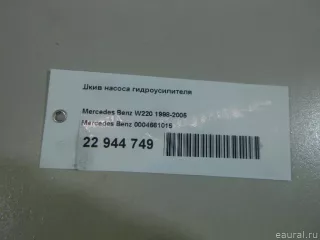 Шкив насоса гидроусилителя
Mercedes Benz W220 1998-2005
Mercedes Benz 0004661015
22 944 749
eaural.ru